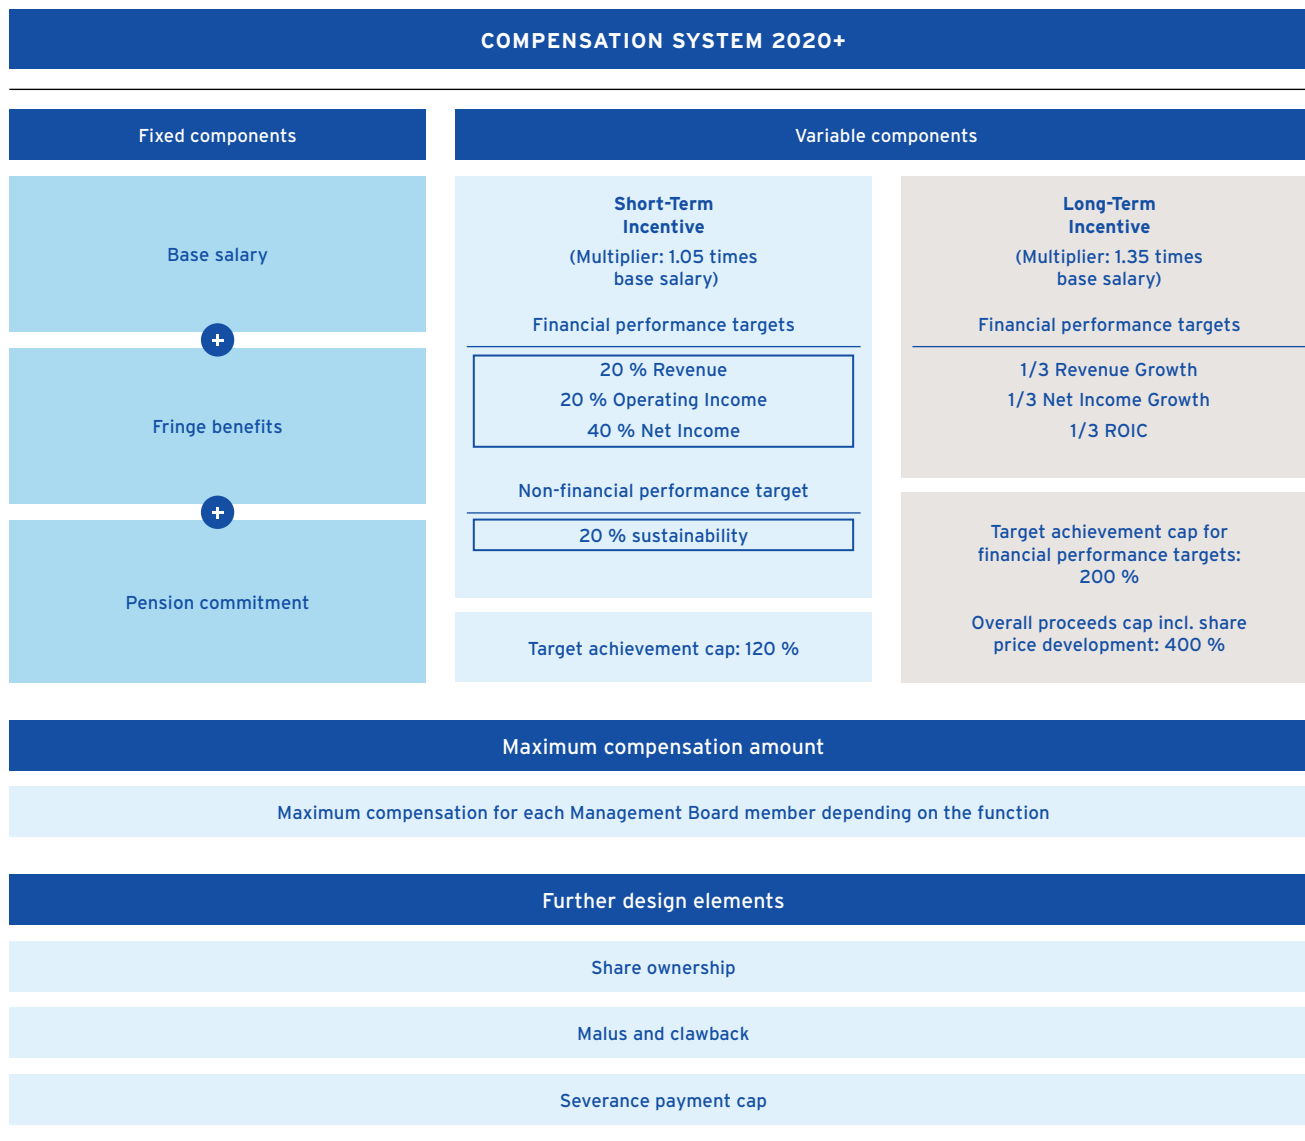 COMPENSATION SYSTEM 2020+
Fixed components
Base salary
+
Fringe benefits
+
Pension commitment
Variable components
Short-Term
Incentive
(Multiplier: 1.05 times
base salary)
Financial performance targets
20 % Revenue
20 % Operating Income
40 % Net Income
Non-financial performance target
20 % sustainability
Target achievement cap: 120 %
Long-Term
Incentive
(Multiplier: 1.35 times
base salary)
Financial performance targets
1/3 Revenue Growth
1/3 Net Income Growth
1/3 ROIC
Target achievement cap for
financial performance targets:
200 %
Overall proceeds cap incl. share
price development: 400 %
Maximum compensation amount
Maximum compensation for each Management Board member depending on the function
Further design elements
Share ownership
Malus and clawback
Severance payment cap